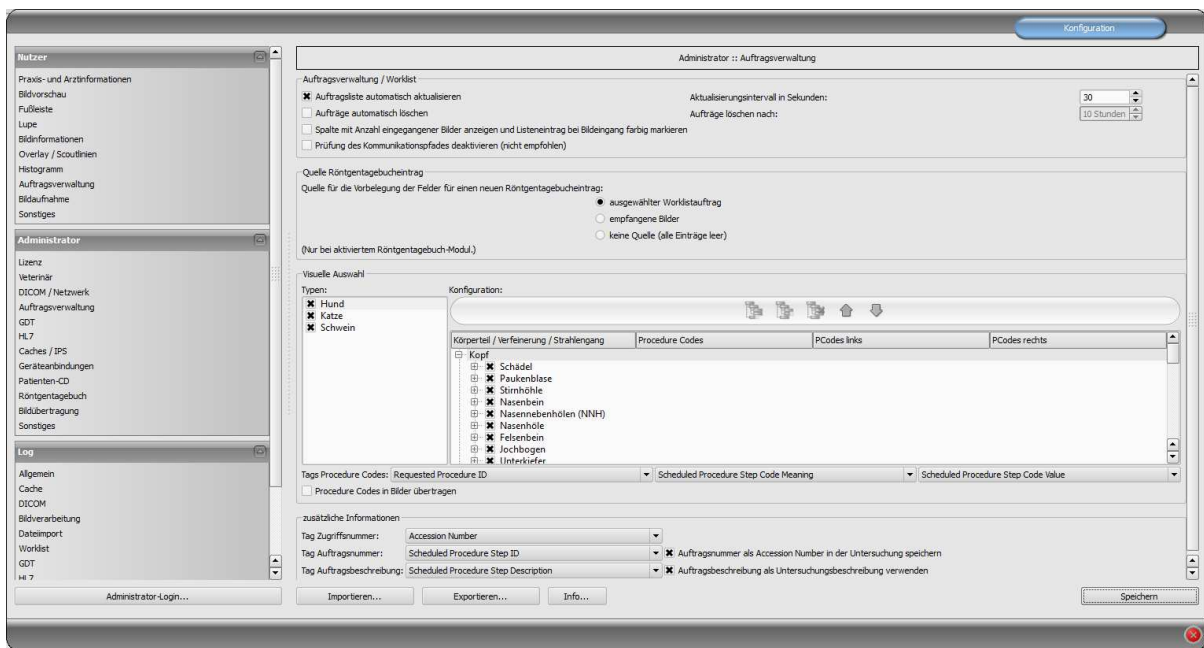 Konfiguration
Nutzer
Praxis- und Arztinformationen
Bildvorschau
Fußleiste
Lupe
Bildinformationen
Overlay / Scoutlinien
Histogramm
Auftragsverwaltung
Bildaufnahme
Sonstiges
Administrator
Lizenz
Veterinär
DICOM / Netzwerk
Auftragsverwaltung
GDT
HL7
Caches / IPS
Geräteanbindungen
Patienten-CD
Röntgentagebuch
Bildübertragung
Sonstiges
Log
Allgemein
Cache
DICOM
Bildverarbeitung
Dateiimport
Worklist
GDT
HL7
Administrator-Login...
Administrator :: Auftragsverwaltung
Auftragsverwaltung / Worklist
Auftragsliste automatisch aktualisieren Aktualisierungsintervall in Sekunden: 30
Aufträge automatisch löschen Aufträge löschen nach: 10 Stunden
Spalte mit Anzahl eingegangener Bilder anzeigen und Listeneintrag bei Bildeingang farbig markieren
Prüfung des Kommunikationspfades deaktivieren (nicht empfohlen)
Quelle Röntgentagebucheintrag
Quelle für die Vorbelegung der Felder für einen neuen Röntgentagebucheintrag:
ausgewählter Worklistauftrag
empfangene Bilder
keine Quelle (alle Einträge leer)
(Nur bei aktiviertem Röntgentagebuch-Modul.)
Visuelle Auswahl
Typen: Konfiguration:
Hund
Katze
Schwein
Körperteil / Verfeinerung / Strahlengang Procedure Codes PCodes links PCodes rechts
Kopf
Schädel
Paukenblase
Stirnhöhle
Nasenbein
Nasennebenhölen (NNH)
Nasenhöle
Felsenbein
Jochbogen
Unterkiefer
Tags Procedure Codes: Requested Procedure ID Scheduled Procedure Step Code Meaning Scheduled Procedure Step Code Value
Procedure Codes in Bilder übertragen
zusätzliche Informationen
Tag Zugriffsnummer: Accession Number
Tag Auftragsnummer: Scheduled Procedure Step ID Auftragsnummer als Accession Number in der Untersuchung speichern
Tag Auftragsbeschreibung: Scheduled Procedure Step Description Auftragsbeschreibung als Untersuchungsbeschreibung verwenden
Importieren... Exportieren... Info... Speichern